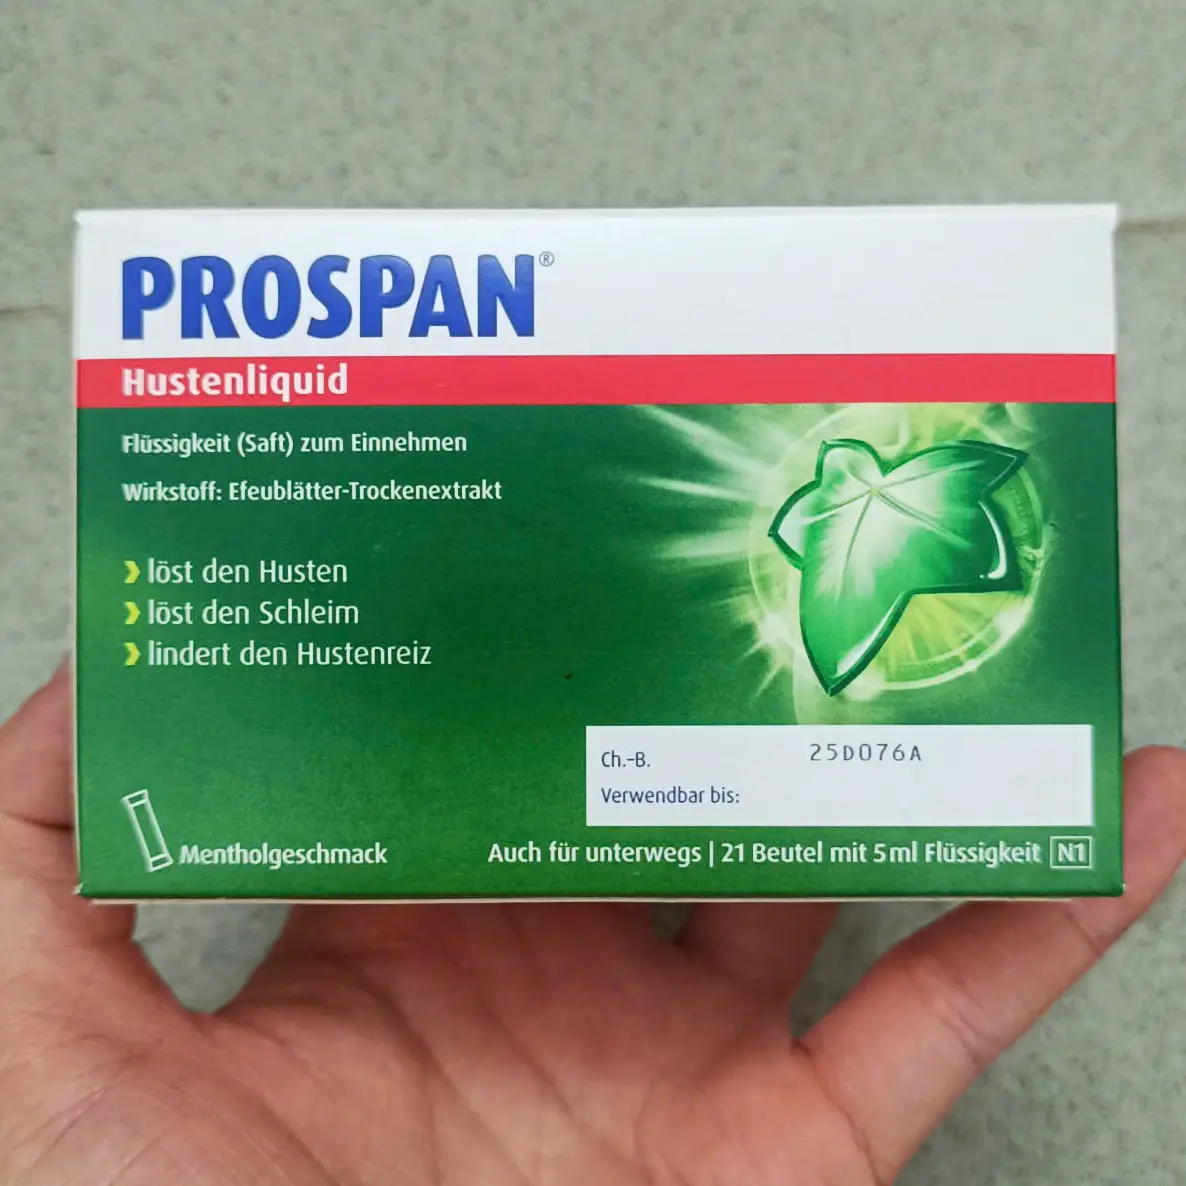 PROSPAN®
Hustenliquid
Flüssigkeit (Saft) zum Einnehmen
Wirkstoff: Efeublätter-Trockenextrakt
löst den Husten
löst den Schleim
lindert den Hustenreiz
Ch.-B. 25D076A
Verwendbar bis:
Mentholgeschmack
Auch für unterwegs | 21 Beutel mit 5 ml Flüssigkeit N1